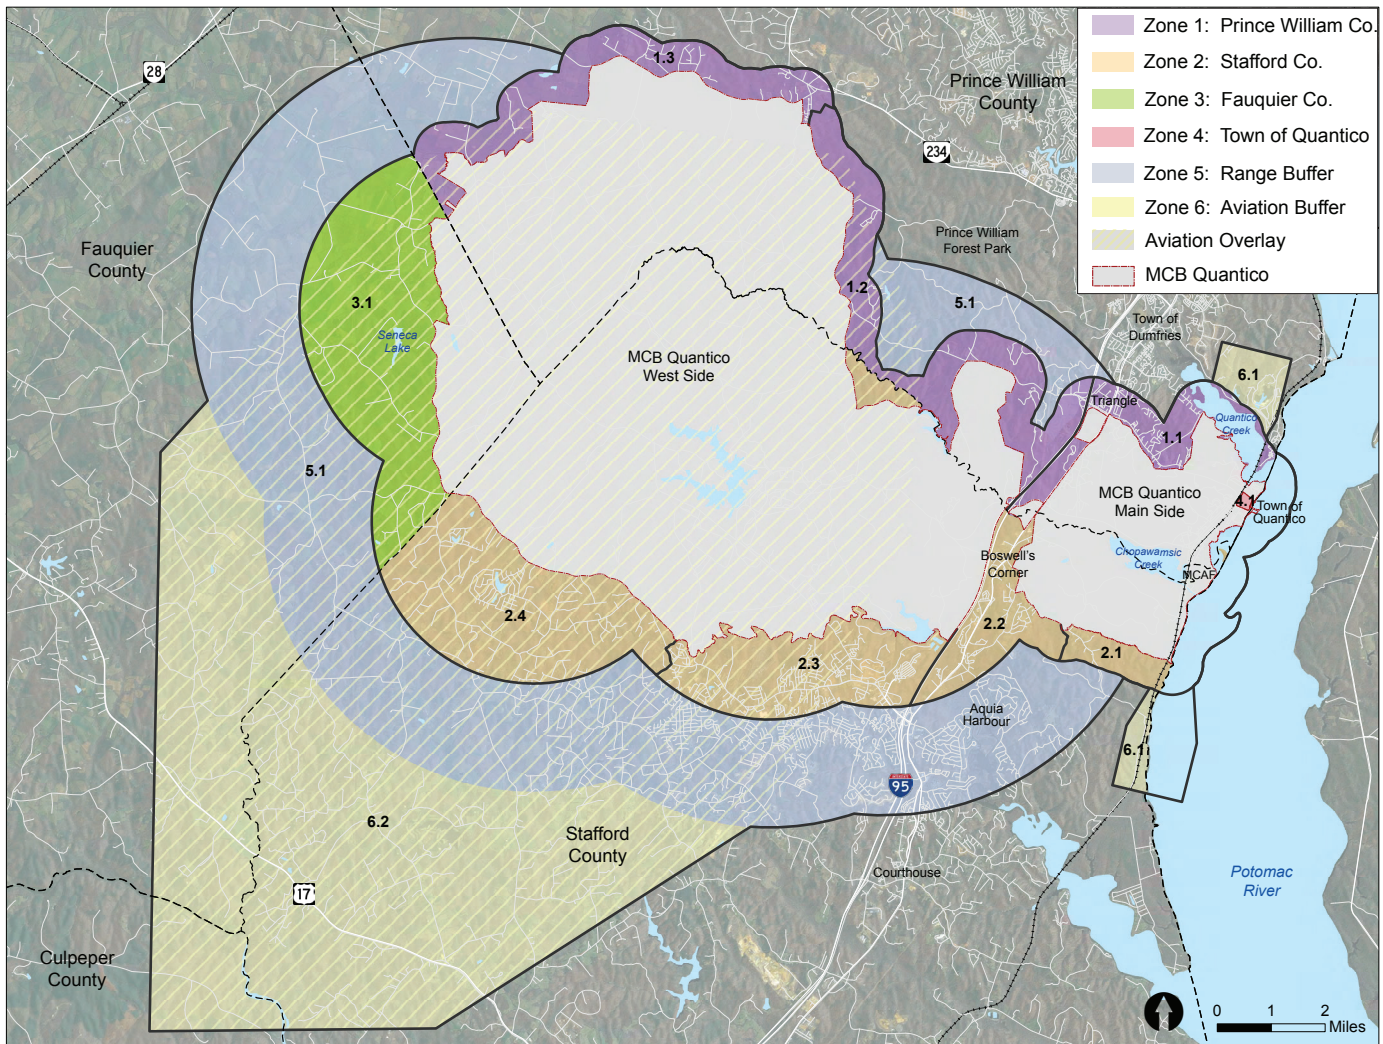 Zone 1: Prince William Co.
Zone 2: Stafford Co.
Zone 3: Fauquier Co.
Zone 4: Town of Quantico
Zone 5: Range Buffer
Zone 6: Aviation Buffer
Aviation Overlay
MCB Quantico
28
1.3
Prince William
County
234
Fauquier
County
Prince William
Forest Park
3.1
Seneca
Lake
1.2
5.1
Town of
Dumfries
MCB Quantico
West Side
6.1
Triangle
Quantico
Creek
1.1
5.1
MCB Quantico
Main Side
4.1
Town of
Quantico
Boswell's
Corner
Chopawamsic
Creek
MCAF
2.4
2.2
2.3
2.1
Aquia
Harbour
6.1
95
6.2
Stafford
County
Courthouse
Potomac
River
17
Culpeper
County
0 1 2
Miles